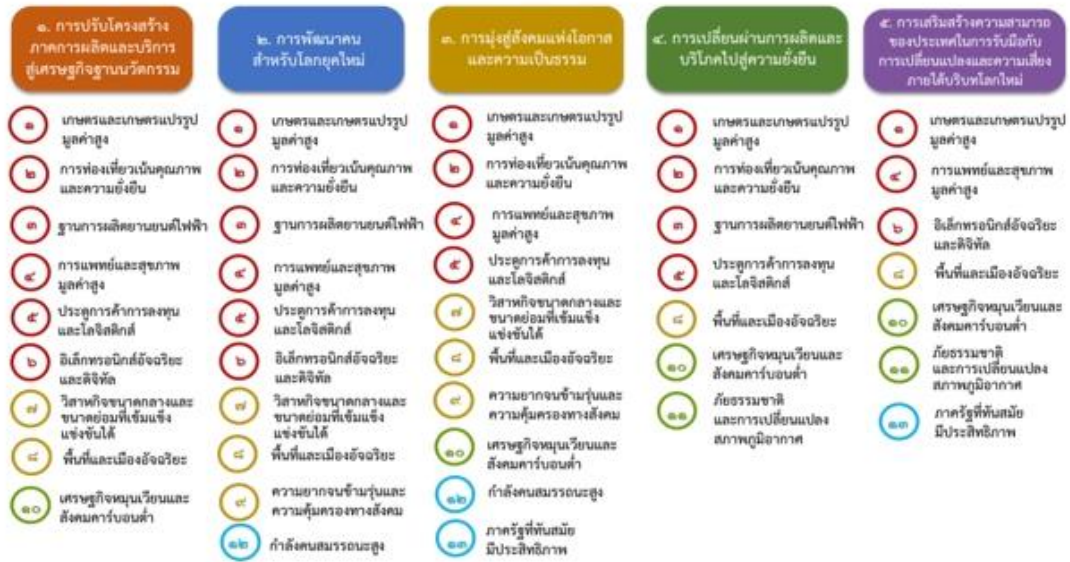 ๑. การปรับโครงสร้าง
ภาคการผลิตและบริการ
สู่เศรษฐกิจฐานนวัตกรรม
๑
เกษตรและเกษตรแปรรูป
มูลค่าสูง
๒
การท่องเที่ยวเน้นคุณภาพ
และความยั่งยืน
๓
ฐานการผลิตยานยนต์ไฟฟ้า
๔
การแพทย์และสุขภาพ
มูลค่าสูง
๕
ประตูการค้าการลงทุน
และโลจิสติกส์
๖
อิเล็กทรอนิกส์อัจฉริยะ
และดิจิทัล
๗
วิสาหกิจขนาดกลางและ
ขนาดย่อมที่เข้มแข็ง
แข่งขันได้
๘
พื้นที่และเมืองอัจฉริยะ
๑๐
เศรษฐกิจหมุนเวียนและ
สังคมคาร์บอนต่ำ
๒. การพัฒนาคน
สำหรับโลกยุคใหม่
๑
เกษตรและเกษตรแปรรูป
มูลค่าสูง
๒
การท่องเที่ยวเน้นคุณภาพ
และความยั่งยืน
๓
ฐานการผลิตยานยนต์ไฟฟ้า
๔
การแพทย์และสุขภาพ
มูลค่าสูง
๕
ประตูการค้าการลงทุน
และโลจิสติกส์
๖
อิเล็กทรอนิกส์อัจฉริยะ
และดิจิทัล
๗
วิสาหกิจขนาดกลางและ
ขนาดย่อมที่เข้มแข็ง
แข่งขันได้
๘
พื้นที่และเมืองอัจฉริยะ
๙
ความยากจนข้ามรุ่นและ
ความคุ้มครองทางสังคม
๑๒
กำลังคนสมรรถนะสูง
๓. การมุ่งสู่สังคมแห่งโอกาส
และความเป็นธรรม
๑
เกษตรและเกษตรแปรรูป
มูลค่าสูง
๒
การท่องเที่ยวเน้นคุณภาพ
และความยั่งยืน
๔
การแพทย์และสุขภาพ
มูลค่าสูง
๕
ประตูการค้าการลงทุน
และโลจิสติกส์
๗
วิสาหกิจขนาดกลางและ
ขนาดย่อมที่เข้มแข็ง
แข่งขันได้
๘
พื้นที่และเมืองอัจฉริยะ
๙
ความยากจนข้ามรุ่นและ
ความคุ้มครองทางสังคม
๑๐
เศรษฐกิจหมุนเวียนและ
สังคมคาร์บอนต่ำ
๑๒
กำลังคนสมรรถนะสูง
๑๓
ภาครัฐที่ทันสมัย
มีประสิทธิภาพ
๔. การเปลี่ยนผ่านการผลิตและ
บริโภคไปสู่ความยั่งยืน
๑
เกษตรและเกษตรแปรรูป
มูลค่าสูง
๒
การท่องเที่ยวเน้นคุณภาพ
และความยั่งยืน
๓
ฐานการผลิตยานยนต์ไฟฟ้า
๕
ประตูการค้าการลงทุน
และโลจิสติกส์
๘
พื้นที่และเมืองอัจฉริยะ
๑๐
เศรษฐกิจหมุนเวียนและ
สังคมคาร์บอนต่ำ
๑๑
ภัยธรรมชาติ
และการเปลี่ยนแปลง
สภาพภูมิอากาศ
๕. การเสริมสร้างความสามารถ
ของประเทศในการรับมือกับ
การเปลี่ยนแปลงและความเสี่ยง
ภายใต้บริบทโลกใหม่
๑
เกษตรและเกษตรแปรรูป
มูลค่าสูง
๔
การแพทย์และสุขภาพ
มูลค่าสูง
๖
อิเล็กทรอนิกส์อัจฉริยะ
และดิจิทัล
๘
พื้นที่และเมืองอัจฉริยะ
๑๐
เศรษฐกิจหมุนเวียนและ
สังคมคาร์บอนต่ำ
๑๑
ภัยธรรมชาติ
และการเปลี่ยนแปลง
สภาพภูมิอากาศ
๑๓
ภาครัฐที่ทันสมัย
มีประสิทธิภาพ